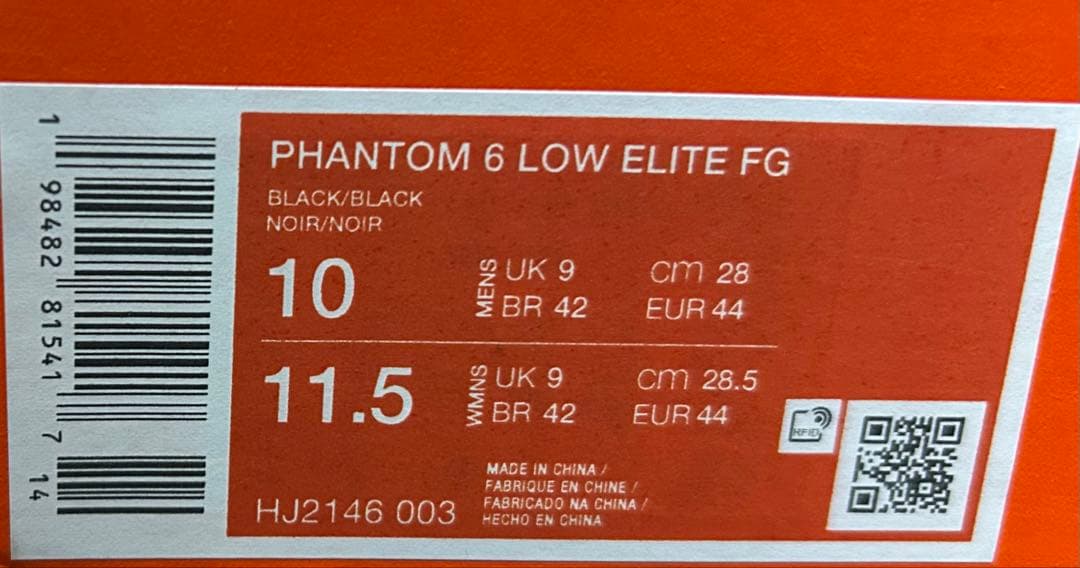 1 98482 81541 7 14
PHANTOM 6 LOW ELITE FG
BLACK/BLACK
NOIR/NOIR
10 MENS UK 9 cm 28
BR 42 EUR 44
11.5 WMNS UK 9 cm 28.5
BR 42 EUR 44
RFID
MADE IN CHINA /
FABRIQUE EN CHINE /
FABRICADO NA CHINA /
HECHO EN CHINA
HJ2146 003